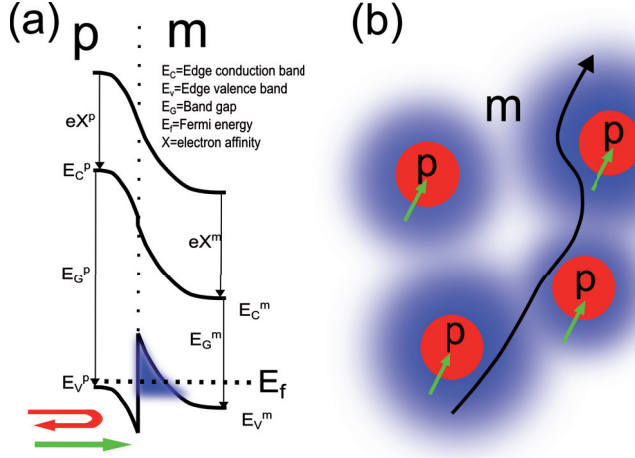 (a)
p m
E_C=Edge conduction band
E_v=Edge valence band
E_G=Band gap
E_f=Fermi energy
X=electron affinity
eX^p
E_C^p
eX^m
E_G^p
E_C^m
E_G^m
E_V^p
E_f
E_V^m
(b)
m
p
p
p
p